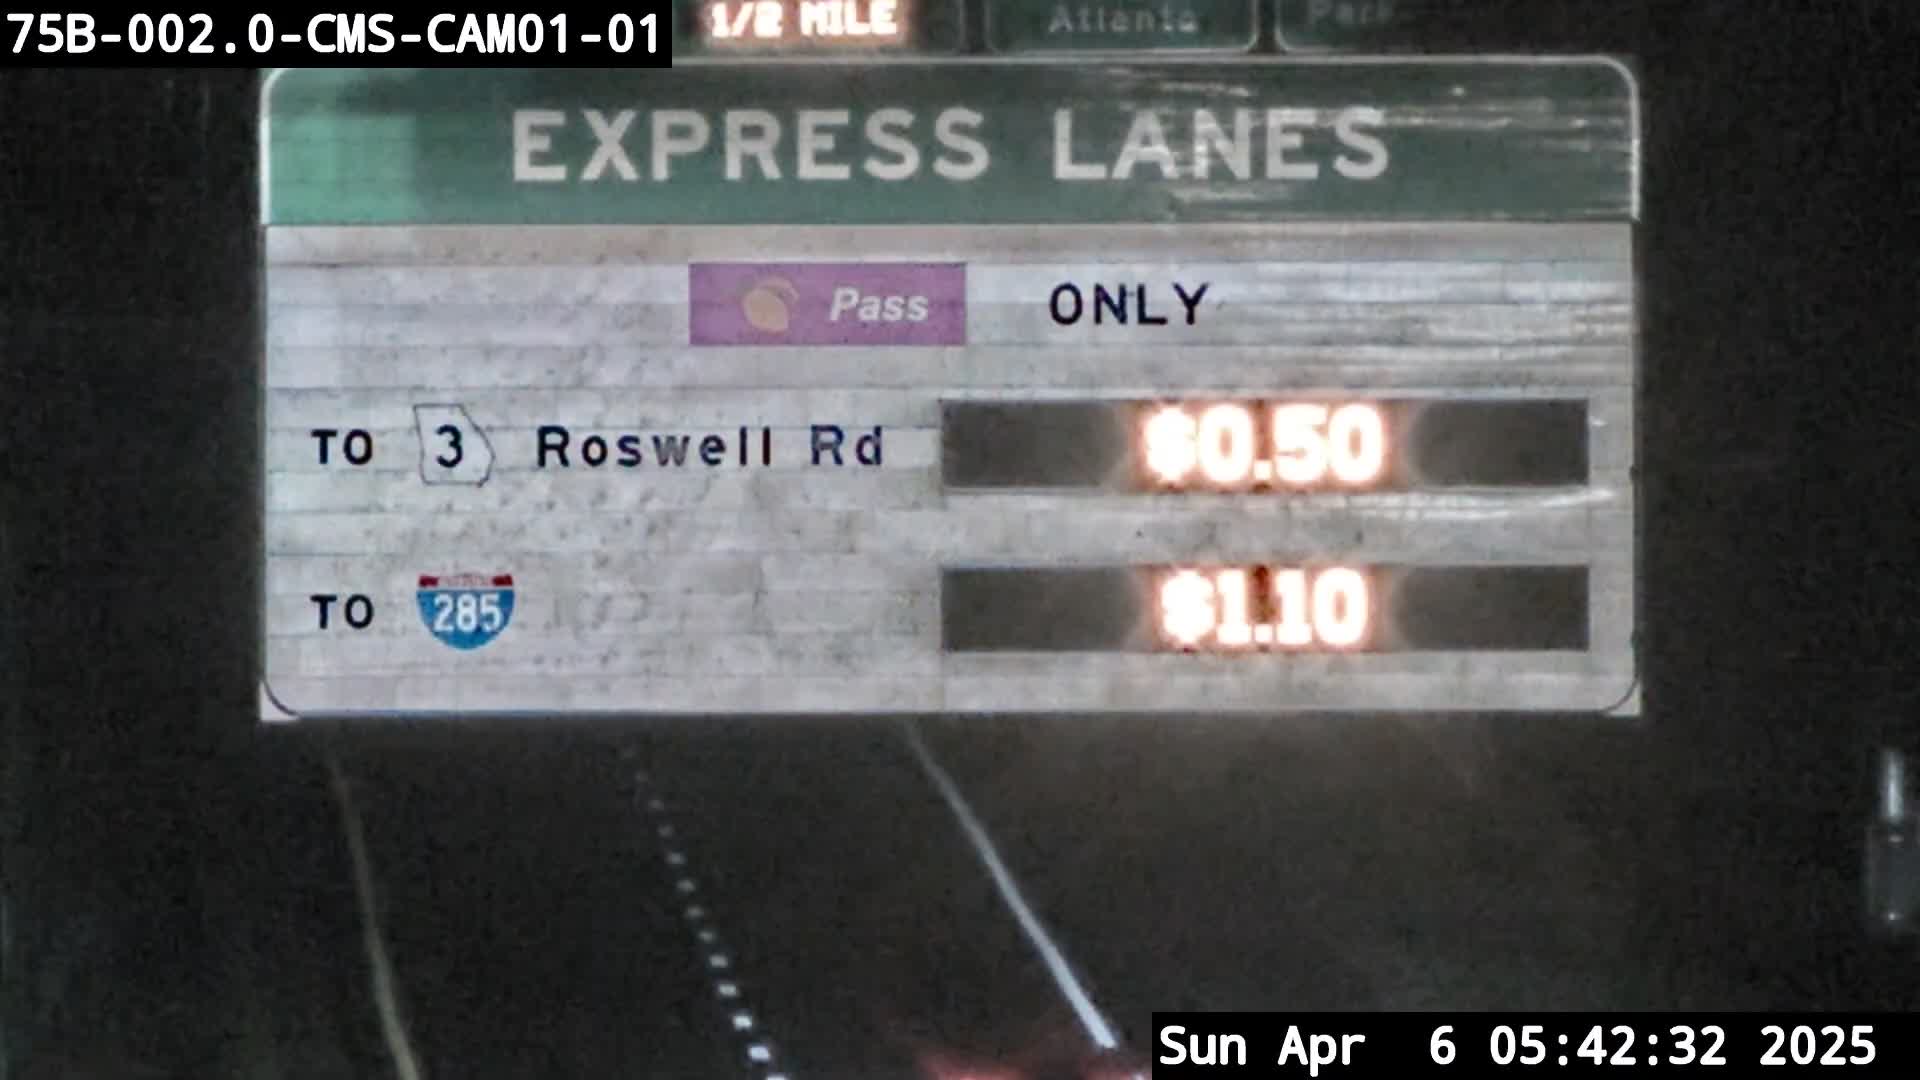 75B-002.0-CMS-CAM01-01
1/2 MILE
Atlanta
Park
EXPRESS LANES
Pass ONLY
TO 3 Roswell Rd $0.50
TO 285 $1.10
Sun Apr 6 05:42:32 2025